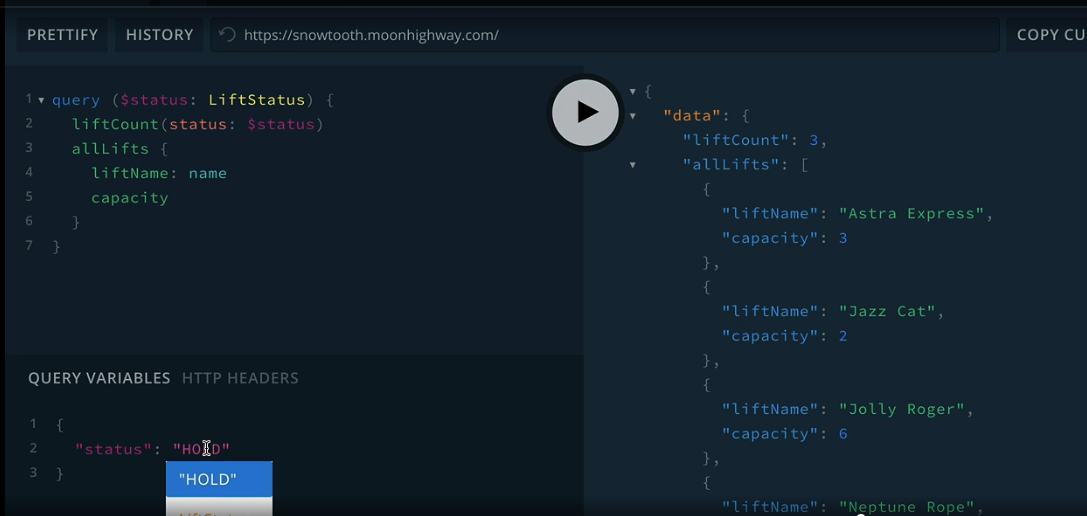 PRETTIFY HISTORY https://snowtooth.moonhighway.com/ COPY CU
1 query ($status: LiftStatus) {
2 liftCount(status: $status)
3 allLifts {
4 liftName: name
5 capacity
6 }
7 }
QUERY VARIABLES HTTP HEADERS
1 {
2 "status": "HOLD"
3 }
"HOLD"
{
"data": {
"liftCount": 3,
"allLifts": [
{
"liftName": "Astra Express",
"capacity": 3
},
{
"liftName": "Jazz Cat",
"capacity": 2
},
{
"liftName": "Jolly Roger",
"capacity": 6
},
{
"liftName": "Neptune Rope",